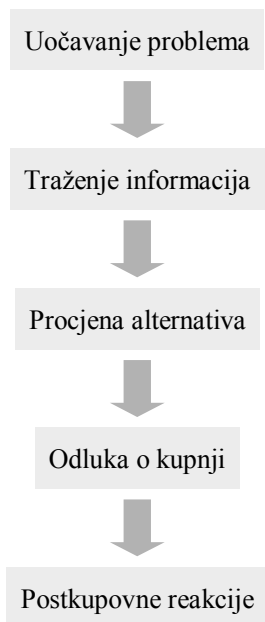 Uočavanje problema
Traženje informacija
Procjena alternativa
Odluka o kupnji
Postkupovne reakcije